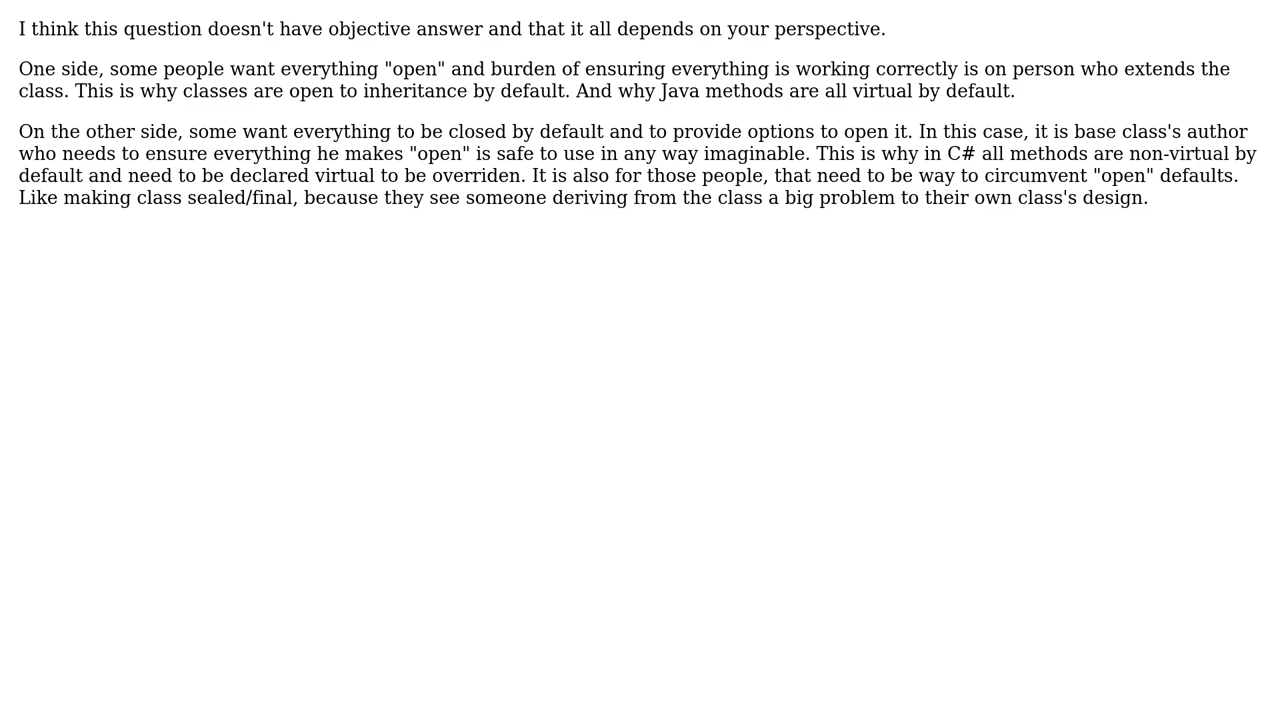 I think this question doesn't have objective answer and that it all depends on your perspective.
One side, some people want everything "open" and burden of ensuring everything is working correctly is on person who extends the
class. This is why classes are open to inheritance by default. And why Java methods are all virtual by default.
On the other side, some want everything to be closed by default and to provide options to open it. In this case, it is base class's author
who needs to ensure everything he makes "open" is safe to use in any way imaginable. This is why in C# all methods are non-virtual by
default and need to be declared virtual to be overriden. It is also for those people, that need to be way to circumvent "open" defaults.
Like making class sealed/final, because they see someone deriving from the class a big problem to their own class's design.